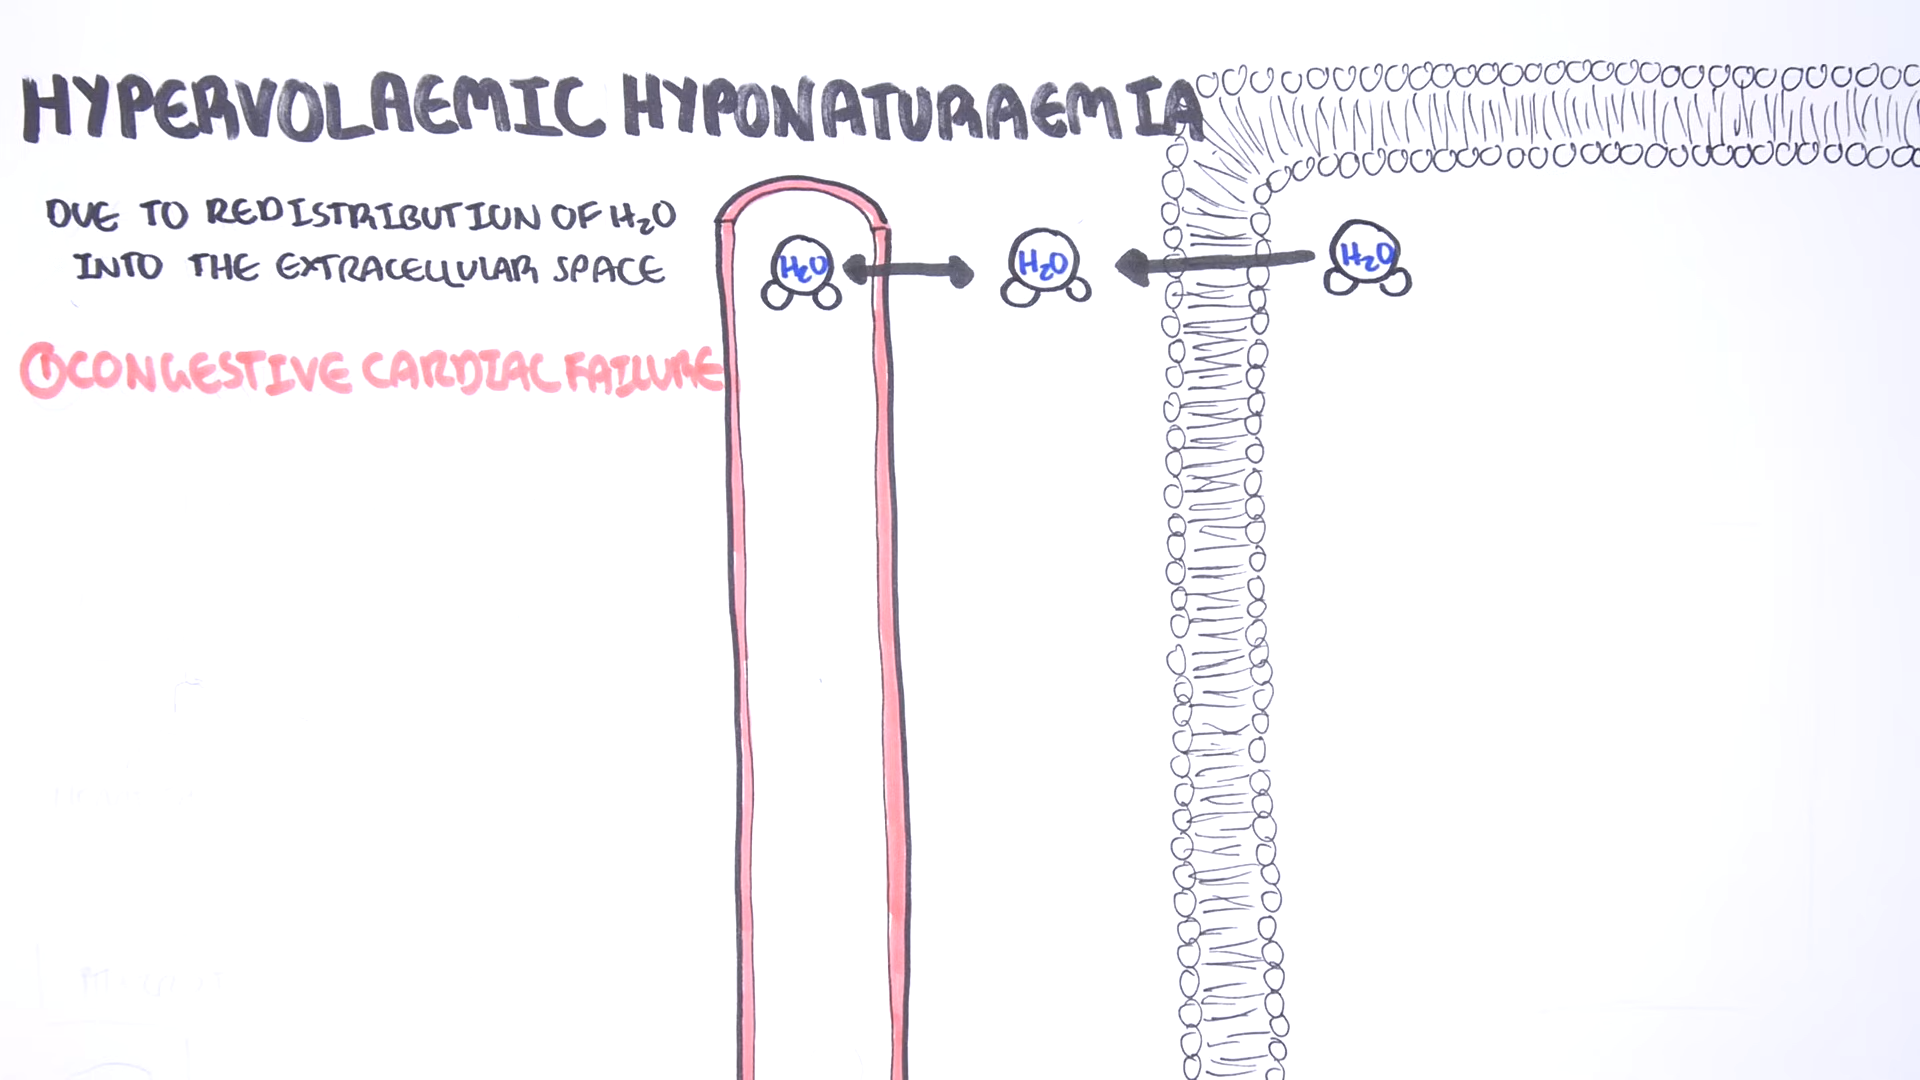 HYPERVOLAEMIC HYPONATURAEMIA
DUE TO REDISTRIBUTION OF H₂O
INTO THE EXTRACELLULAR SPACE
H₂O H₂O H₂O
① CONGESTIVE CARDIAC FAILURE